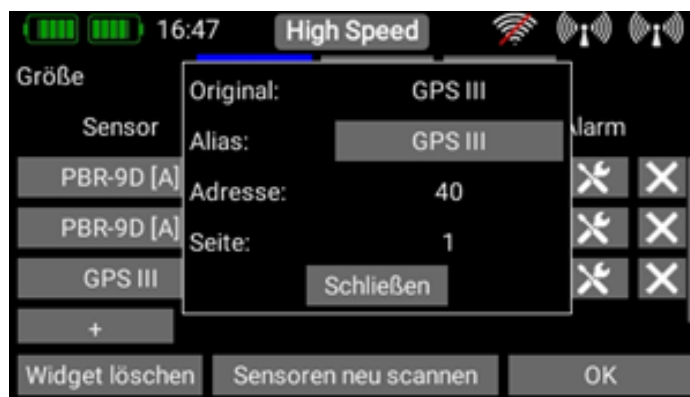 16:47 High Speed
Größe
Original: GPS III
Sensor Alias: GPS III
PBR-9D [A] Adresse: 40
PBR-9D [A] Seite: 1
GPS III Schließen
+
Widget löschen Sensoren neu scannen OK